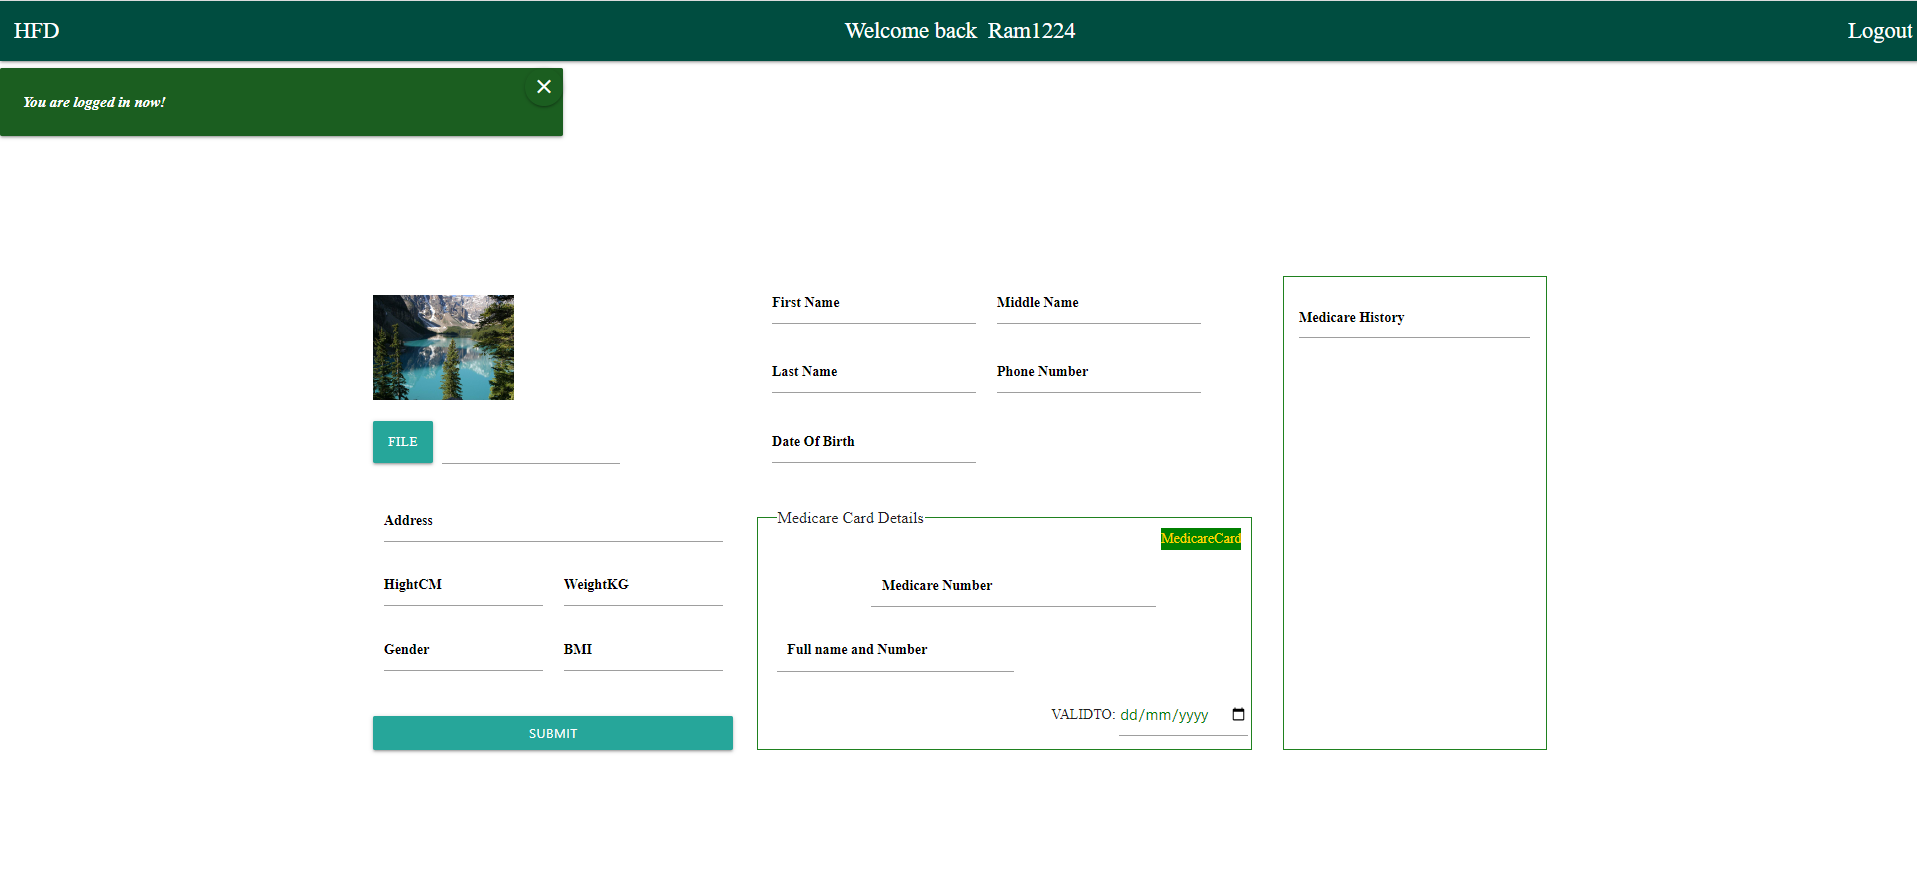 HFD
Welcome back Ram1224
Logout
You are logged in now!
FILE
Address
HightCM
WeightKG
Gender
BMI
SUBMIT
First Name
Middle Name
Last Name
Phone Number
Date Of Birth
Medicare Card Details
MedicareCard
Medicare Number
Full name and Number
VALIDTO: dd/mm/yyyy
Medicare History